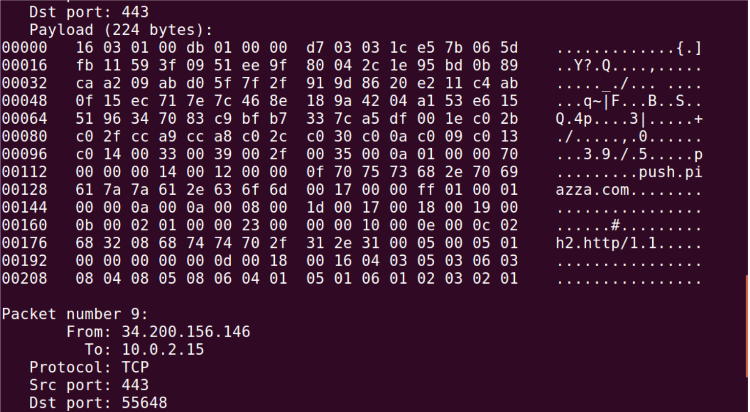 Dst port: 443
Payload (224 bytes):
00000 16 03 01 00 db 01 00 00 d7 03 03 1c e5 7b 06 5d .............{.]
00016 fb 11 59 3f 09 51 ee 9f 80 04 2c 1e 95 bd 0b 89 ..Y?.Q....,.....
00032 ca a2 09 ab d0 5f 7f 2f 91 9d 86 20 e2 11 c4 ab ....._./... ....
00048 0f 15 ec 71 7e 7c 46 8e 18 9a 42 04 a1 53 e6 15 ...q~|F...B..S..
00064 51 96 34 70 83 c9 bf b7 33 7c a5 df 00 1e c0 2b Q.4p....3|.....+
00080 c0 2f cc a9 cc a8 c0 2c c0 30 c0 0a c0 09 c0 13 ./.....,.0......
00096 c0 14 00 33 00 39 00 2f 00 35 00 0a 01 00 00 70 ...3.9./.5.....p
00112 00 00 00 14 00 12 00 00 0f 70 75 73 68 2e 70 69 .........push.pi
00128 61 7a 7a 61 2e 63 6f 6d 00 17 00 00 ff 01 00 01 azza.com........
00144 00 00 0a 00 0a 00 08 00 1d 00 17 00 18 00 19 00 ................
00160 0b 00 02 01 00 00 23 00 00 00 10 00 0e 00 0c 02 ......#.........
00176 68 32 08 68 74 74 70 2f 31 2e 31 00 05 00 05 01 h2.http/1.1.....
00192 00 00 00 00 00 0d 00 18 00 16 04 03 05 03 06 03 ................
00208 08 04 08 05 08 06 04 01 05 01 06 01 02 03 02 01 ................
Packet number 9:
From: 34.200.156.146
To: 10.0.2.15
Protocol: TCP
Src port: 443
Dst port: 55648